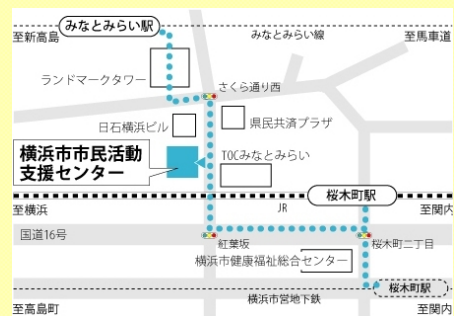 みなとみらい駅
至新高島
みなとみらい線
至馬車道
ランドマークタワー
さくら通り西
日石横浜ビル
県民共済プラザ
横浜市市民活動
支援センター
TOCみなとみらい
桜木町駅
至横浜
JR
至関内
国道16号
紅葉坂
桜木町二丁目
横浜市健康福祉総合センター
桜木町駅
至高島町
横浜市営地下鉄
至関内